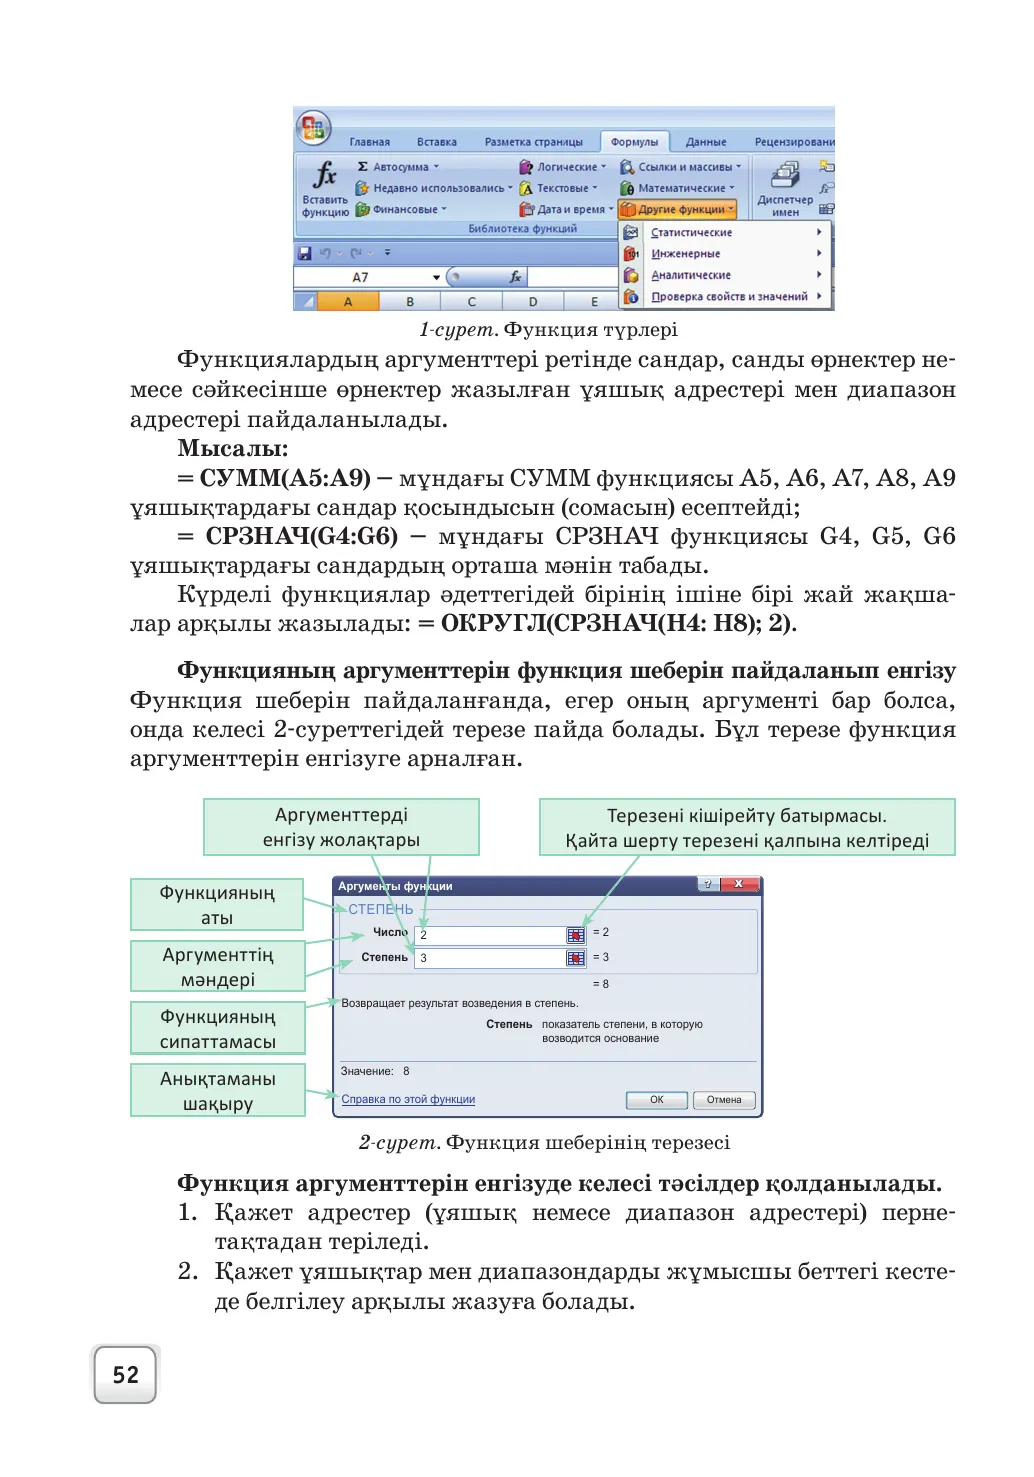 Главная Вставка Разметка страницы Формулы Данные Рецензировани
fx Вставить функцию
Σ Автосумма
Недавно использовались
Финансовые
Логические
Текстовые
Дата и время
Ссылки и массивы
Математические
Другие функции
Диспетчер имен
Библиотека функций
Статистические
Инженерные
Аналитические
Проверка свойств и значений
A7 fx
A B C D E
1-сурет. Функция түрлері
Функциялардың аргументтері ретінде сандар, санды өрнектер не-
месе сәйкесінше өрнектер жазылған ұяшық адрестері мен диапазон
адрестері пайдаланылады.
Мысалы:
= СУММ(А5:А9) – мұндағы СУММ функциясы А5, А6, А7, А8, А9
ұяшықтардағы сандар қосындысын (сомасын) есептейді;
= СРЗНАЧ(G4:G6) – мұндағы СРЗНАЧ функциясы G4, G5, G6
ұяшықтардағы сандардың орташа мәнін табады.
Күрделі функциялар әдеттегідей бірінің ішіне бірі жай жақша-
лар арқылы жазылады: = ОКРУГЛ(СРЗНАЧ(H4: H8); 2).
Функцияның аргументтерін функция шеберін пайдаланып енгізу
Функция шеберін пайдаланғанда, егер оның аргументі бар болса,
онда келесі 2-суреттегідей терезе пайда болады. Бұл терезе функция
аргументтерін енгізуге арналған.
Аргументтерді
енгізу жолақтары
Терезені кішірейту батырмасы.
Қайта шерту терезені қалпына келтіреді
Функцияның
аты
Аргументтің
мәндері
Функцияның
сипаттамасы
Анықтаманы
шақыру
Аргументы функции ? X
СТЕПЕНЬ
Число 2 = 2
Степень 3 = 3
= 8
Возвращает результат возведения в степень.
Степень показатель степени, в которую
возводится основание
Значение: 8
Справка по этой функции ОК Отмена
2-сурет. Функция шеберінің терезесі
Функция аргументтерін енгізуде келесі тәсілдер қолданылады.
1. Қажет адрестер (ұяшық немесе диапазон адрестері) перне-
тақтадан теріледі.
2. Қажет ұяшықтар мен диапазондарды жұмысшы беттегі кесте-
де белгілеу арқылы жазуға болады.
52